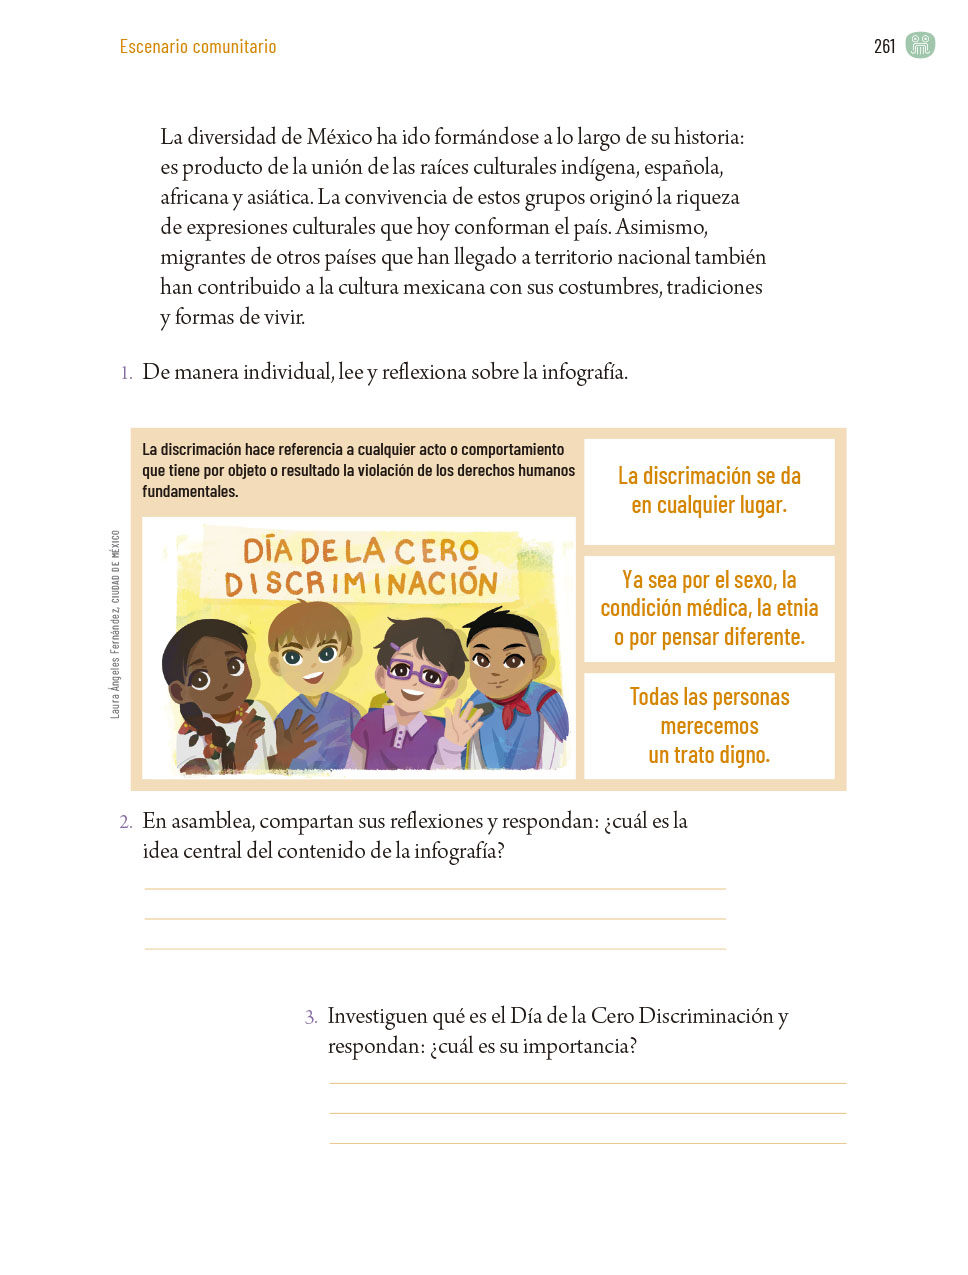 Escenario comunitario
261
La diversidad de México ha ido formándose a lo largo de su historia:
es producto de la unión de las raíces culturales indígena, española,
africana y asiática. La convivencia de estos grupos originó la riqueza
de expresiones culturales que hoy conforman el país. Asimismo,
migrantes de otros países que han llegado a territorio nacional también
han contribuido a la cultura mexicana con sus costumbres, tradiciones
y formas de vivir.
1. De manera individual, lee y reflexiona sobre la infografía.
La discrimación hace referencia a cualquier acto o comportamiento
que tiene por objeto o resultado la violación de los derechos humanos
fundamentales.
DÍA DE LA CERO
DISCRIMINACIÓN
Laura Ángeles Fernández, CIUDAD DE MÉXICO
La discrimación se da
en cualquier lugar.
Ya sea por el sexo, la
condición médica, la etnia
o por pensar diferente.
Todas las personas
merecemos
un trato digno.
2. En asamblea, compartan sus reflexiones y respondan: ¿cuál es la
idea central del contenido de la infografía?
3. Investiguen qué es el Día de la Cero Discriminación y
respondan: ¿cuál es su importancia?